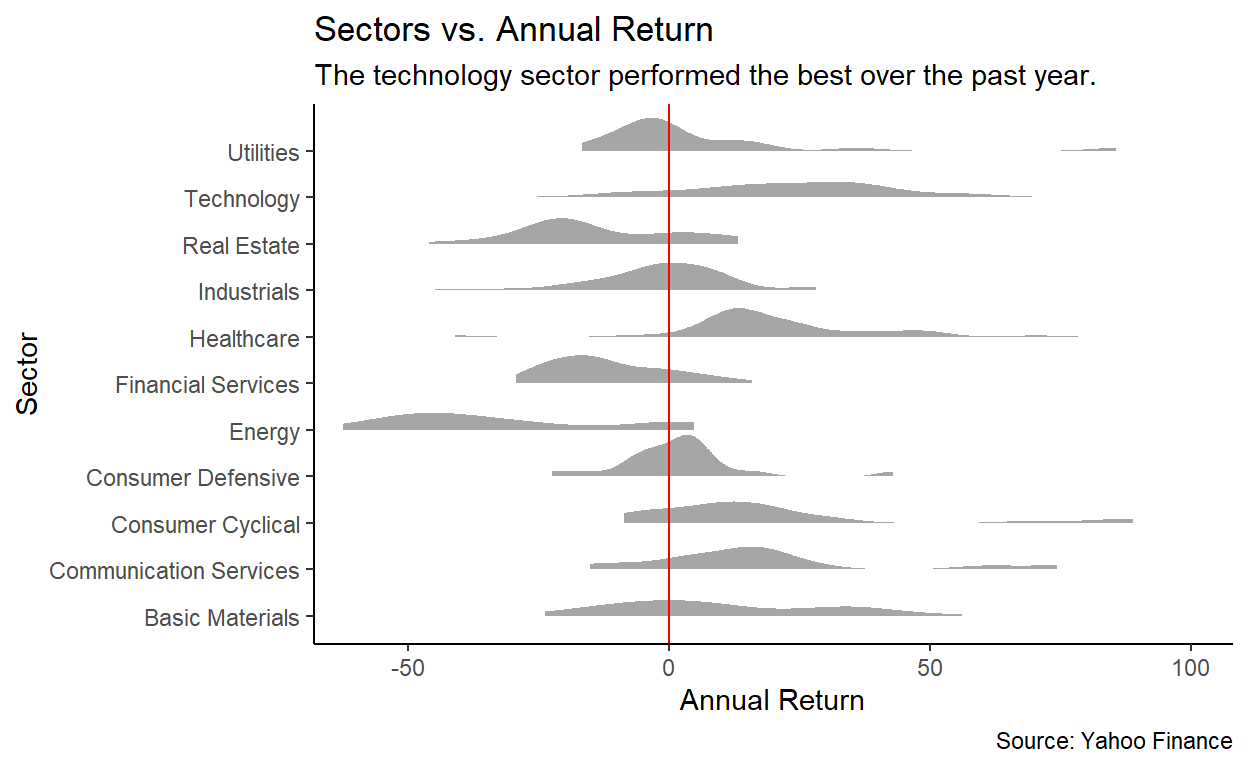 Sectors vs. Annual Return
The technology sector performed the best over the past year.
Sector
Utilities
Technology
Real Estate
Industrials
Healthcare
Financial Services
Energy
Consumer Defensive
Consumer Cyclical
Communication Services
Basic Materials
-50 0 50 100
Annual Return
Source: Yahoo Finance